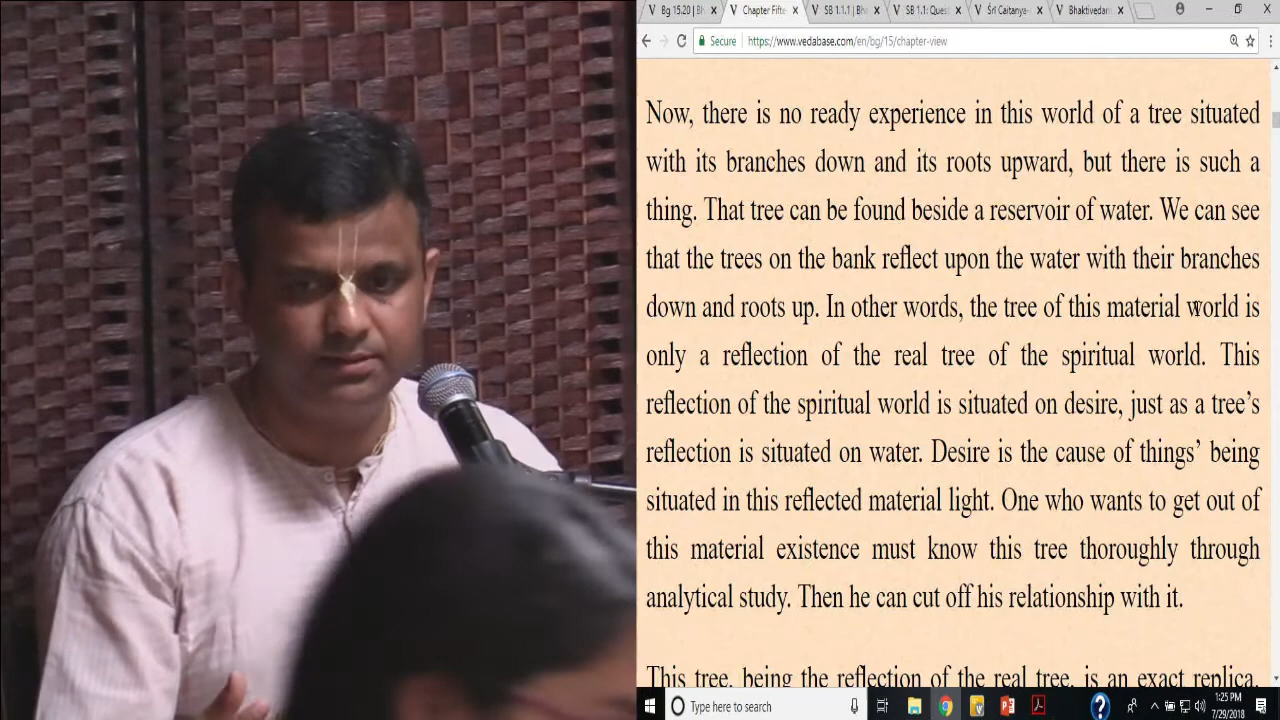 Bg 15.20 | Bh
Chapter Fifte
SB 1.1.1 | Bha
SB 1.1: Quest
Śrī Caitanya-
Bhaktivedan
Secure
https://www.vedabase.com/en/bg/15/chapter-view
Now, there is no ready experience in this world of a tree situated
with its branches down and its roots upward, but there is such a
thing. That tree can be found beside a reservoir of water. We can see
that the trees on the bank reflect upon the water with their branches
down and roots up. In other words, the tree of this material world is
only a reflection of the real tree of the spiritual world. This
reflection of the spiritual world is situated on desire, just as a tree’s
reflection is situated on water. Desire is the cause of things’ being
situated in this reflected material light. One who wants to get out of
this material existence must know this tree thoroughly through
analytical study. Then he can cut off his relationship with it.
This tree, being the reflection of the real tree, is an exact replica.
Type here to search
1:25 PM
7/29/2018